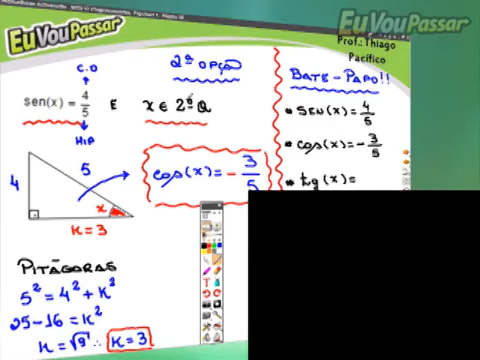 EuVouPassar
EuVouPassar
Prof.: Thiago
Pacífico
C.O
sen(x) = 4/5 E x ∈ 2º Q
HIP
2ª OPÇÃO
4
5
x
K = 3
cos(x) = - 3/5
PITÁGORAS
5² = 4² + K²
25 - 16 = K²
K = √9 ∴ K = 3
BATE - PAPO!!
• SEN(x) = 4/5
• cos(x) = - 3/5
• tg(x) =